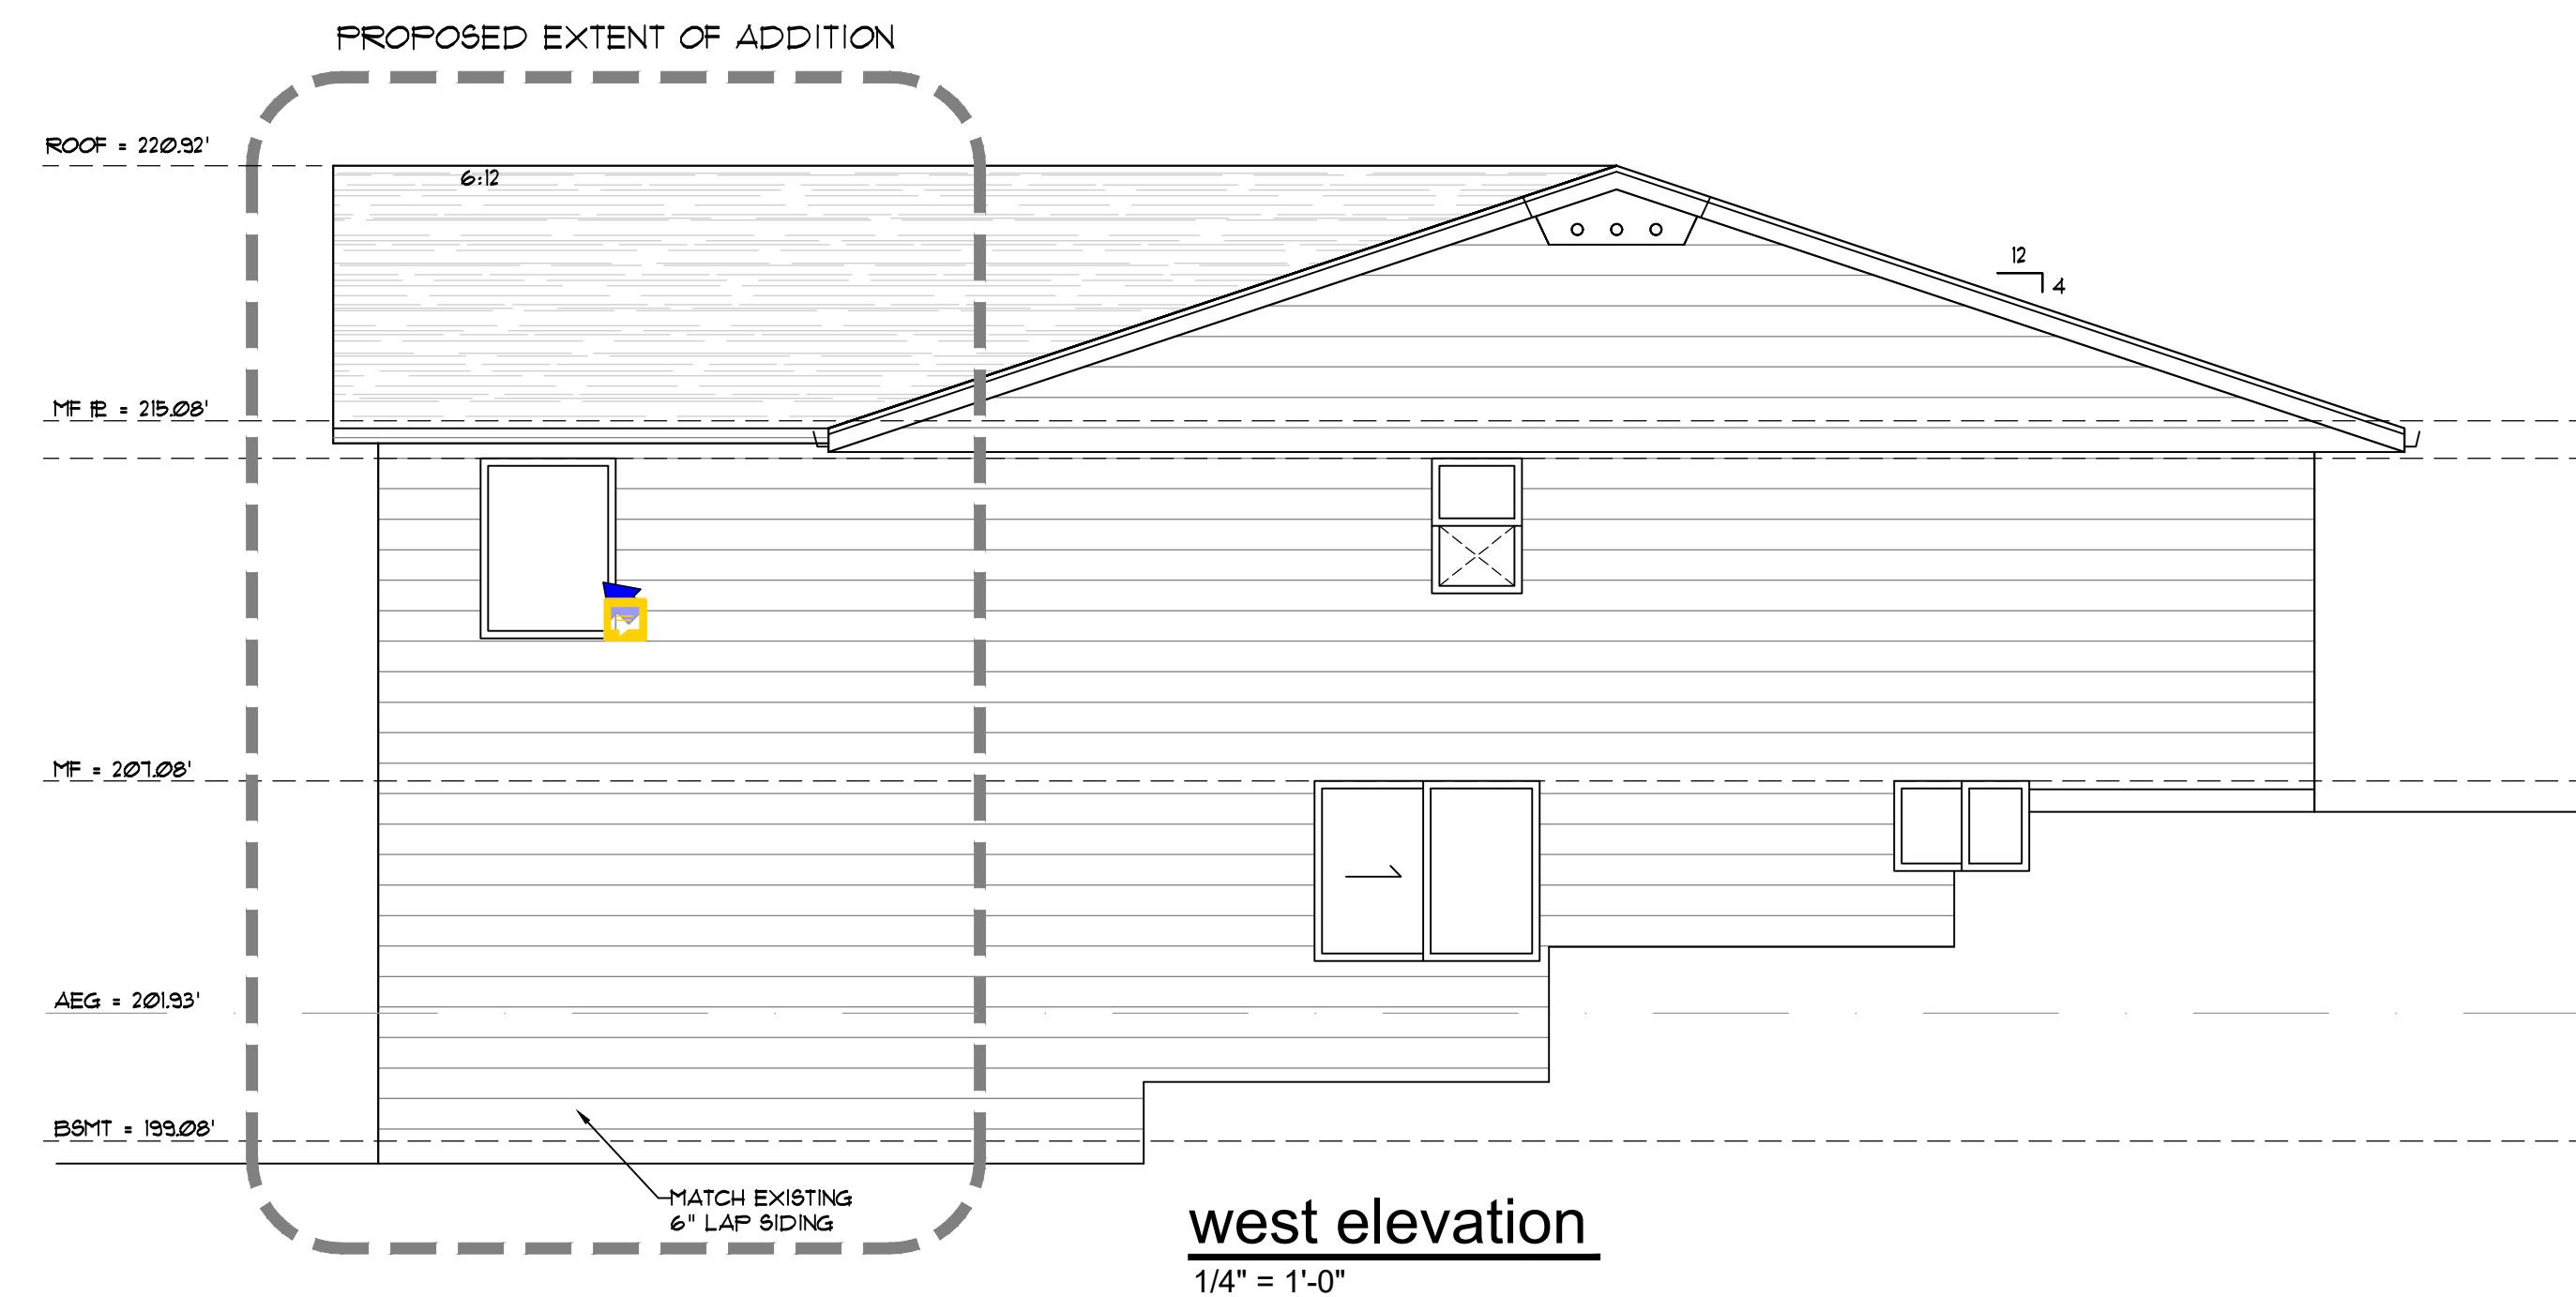 PROPOSED EXTENT OF ADDITION
ROOF = 220.92'
6:12
12
4
MF PL = 215.08'
MF = 207.08'
AEG = 201.93'
BSMT = 199.08'
MATCH EXISTING
6" LAP SIDING
west elevation
1/4" = 1'-0"